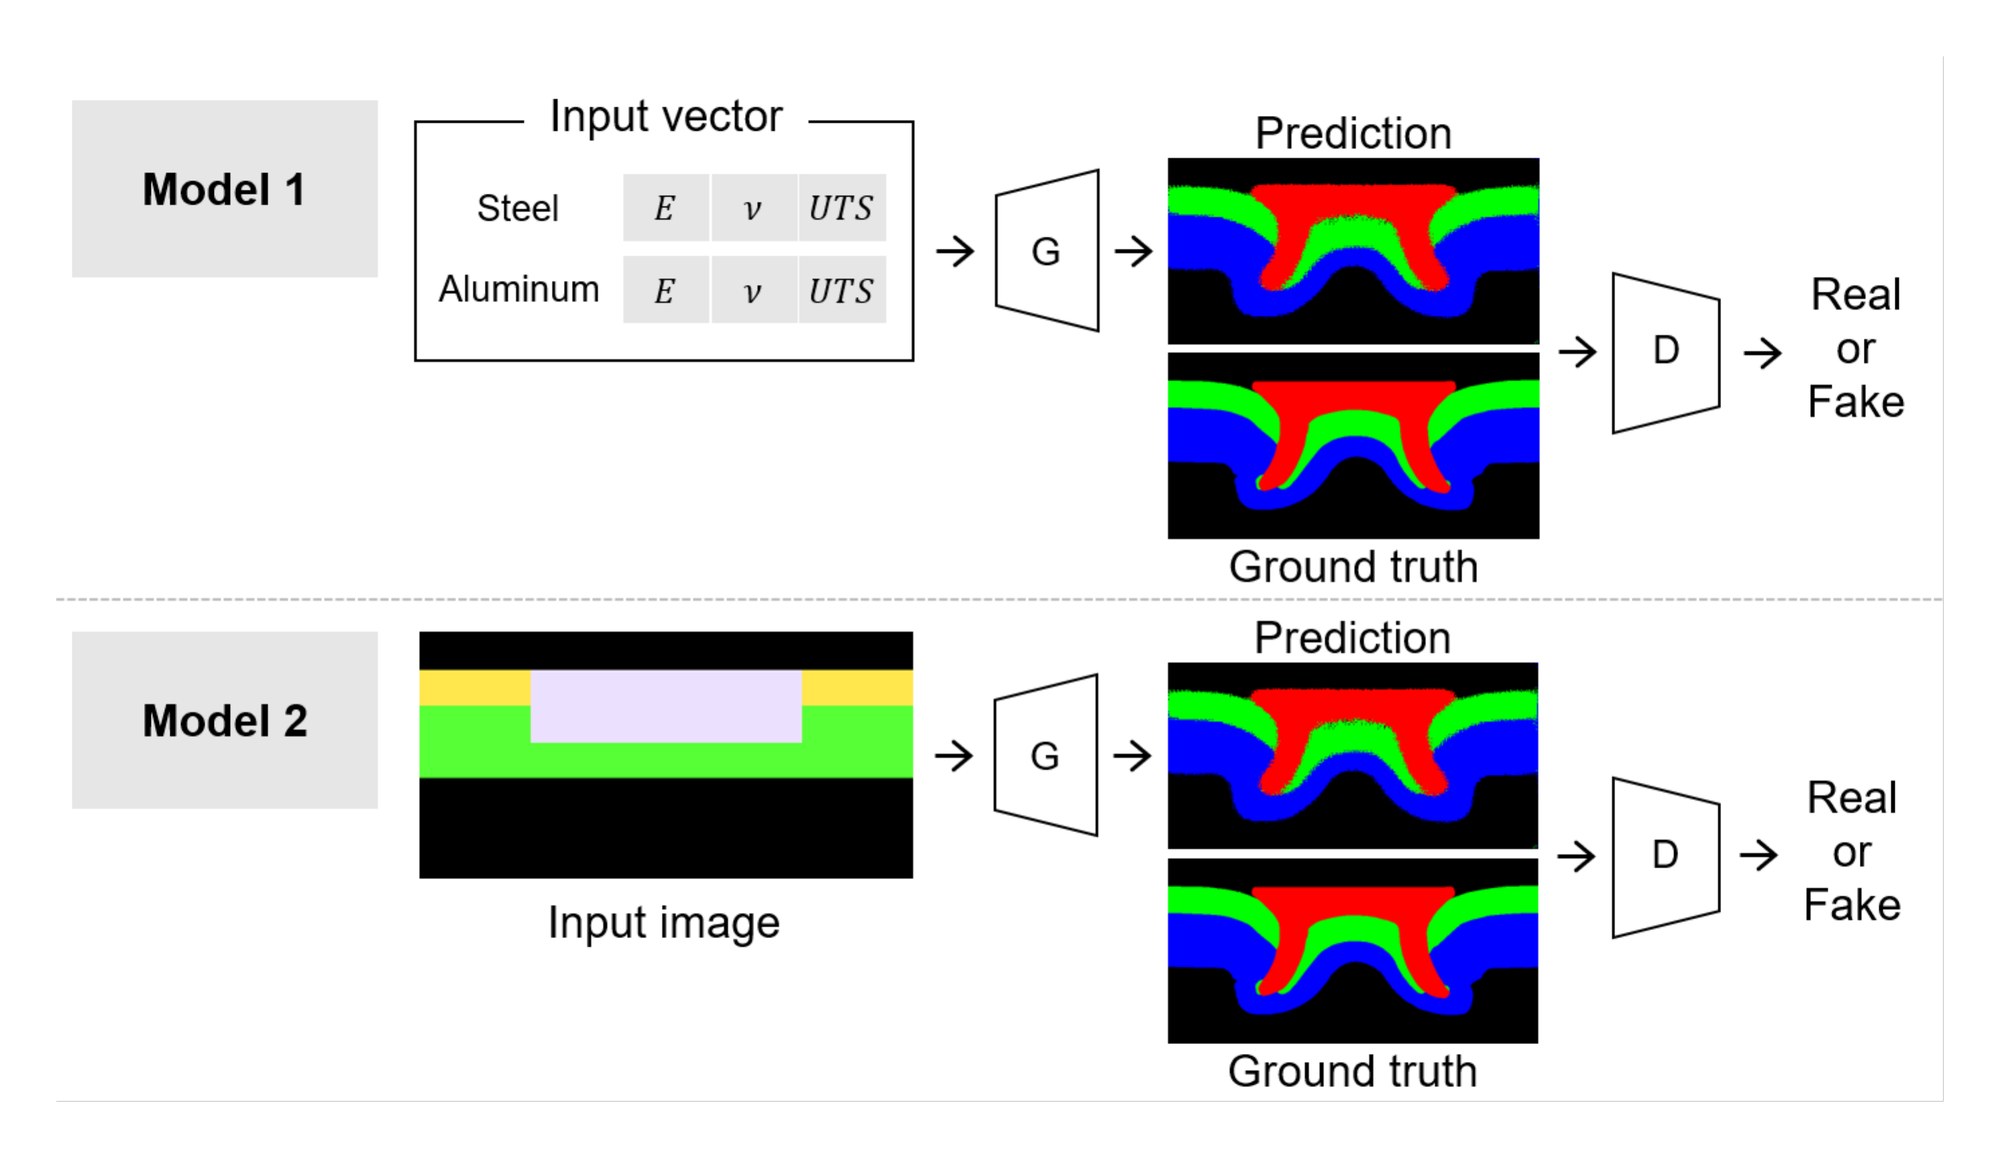 Model 1
Input vector
Steel E ν UTS
Aluminum E ν UTS
G
Prediction
Ground truth
D
Real
or
Fake
Model 2
Input image
G
Prediction
Ground truth
D
Real
or
Fake